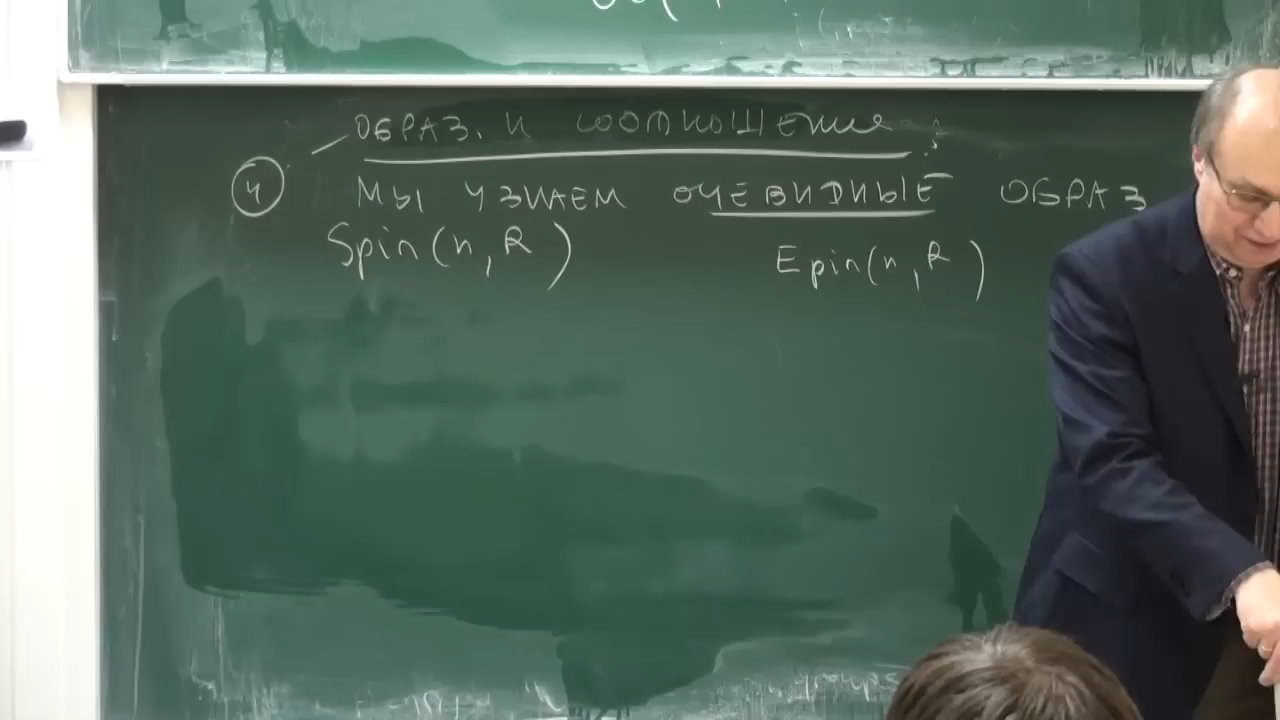 ОБРАЗ. И СООТНОШЕНИЯ
④ МЫ УЗНАЕМ ОЧЕВИДНЫЕ ОБРАЗ
Spin(n, R) Epin(n, R)